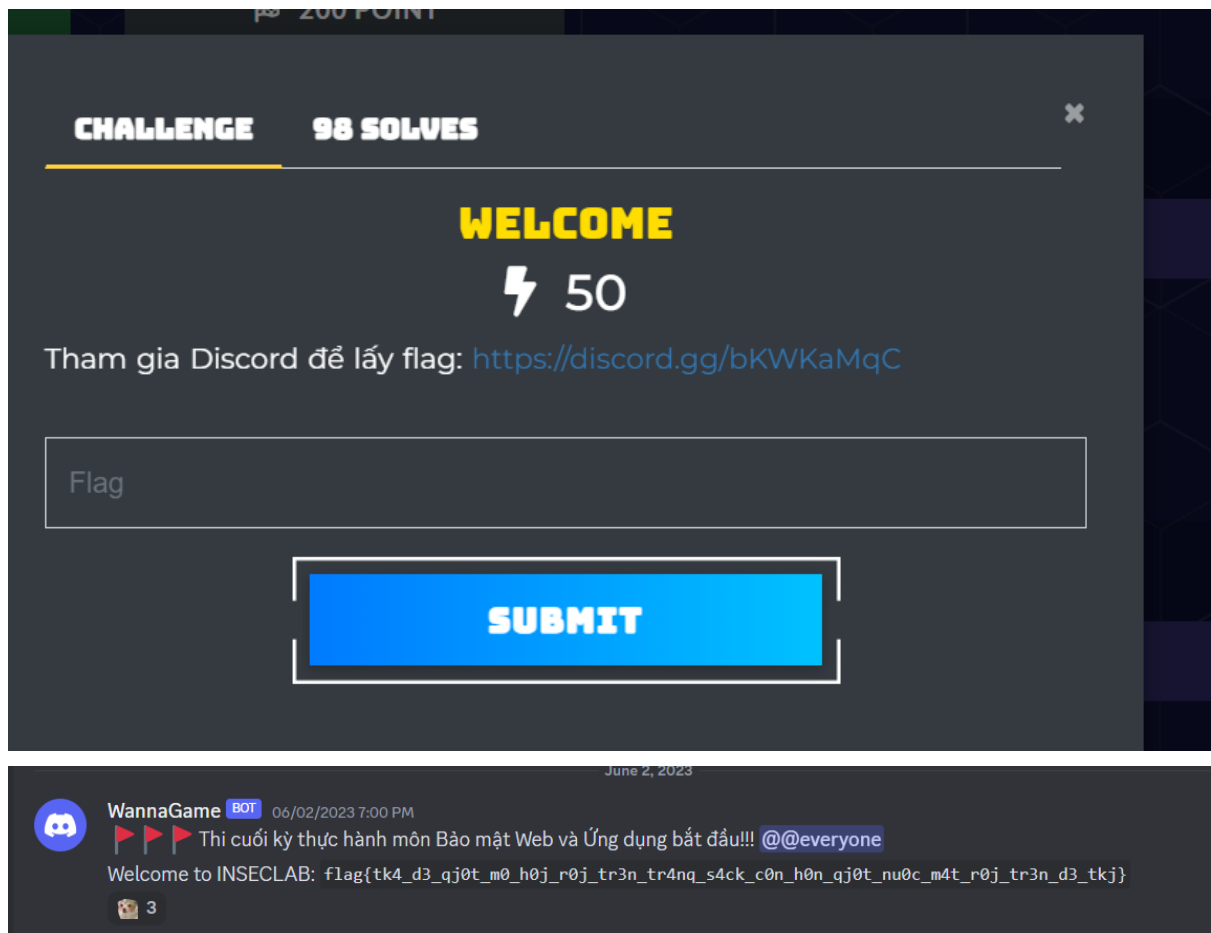 200 POINT
CHALLENGE 98 SOLVES
WELCOME
50
Tham gia Discord để lấy flag: https://discord.gg/bKWKaMqC
Flag
SUBMIT
June 2, 2023
WannaGame BOT 06/02/2023 7:00 PM
Thi cuối kỳ thực hành môn Bảo mật Web và Ứng dụng bắt đầu!!! @@everyone
Welcome to INSECLAB: flag{tk4_d3_qj0t_m0_h0j_r0j_tr3n_tr4nq_s4ck_c0n_h0n_qj0t_nu0c_m4t_r0j_tr3n_d3_tkj}
3